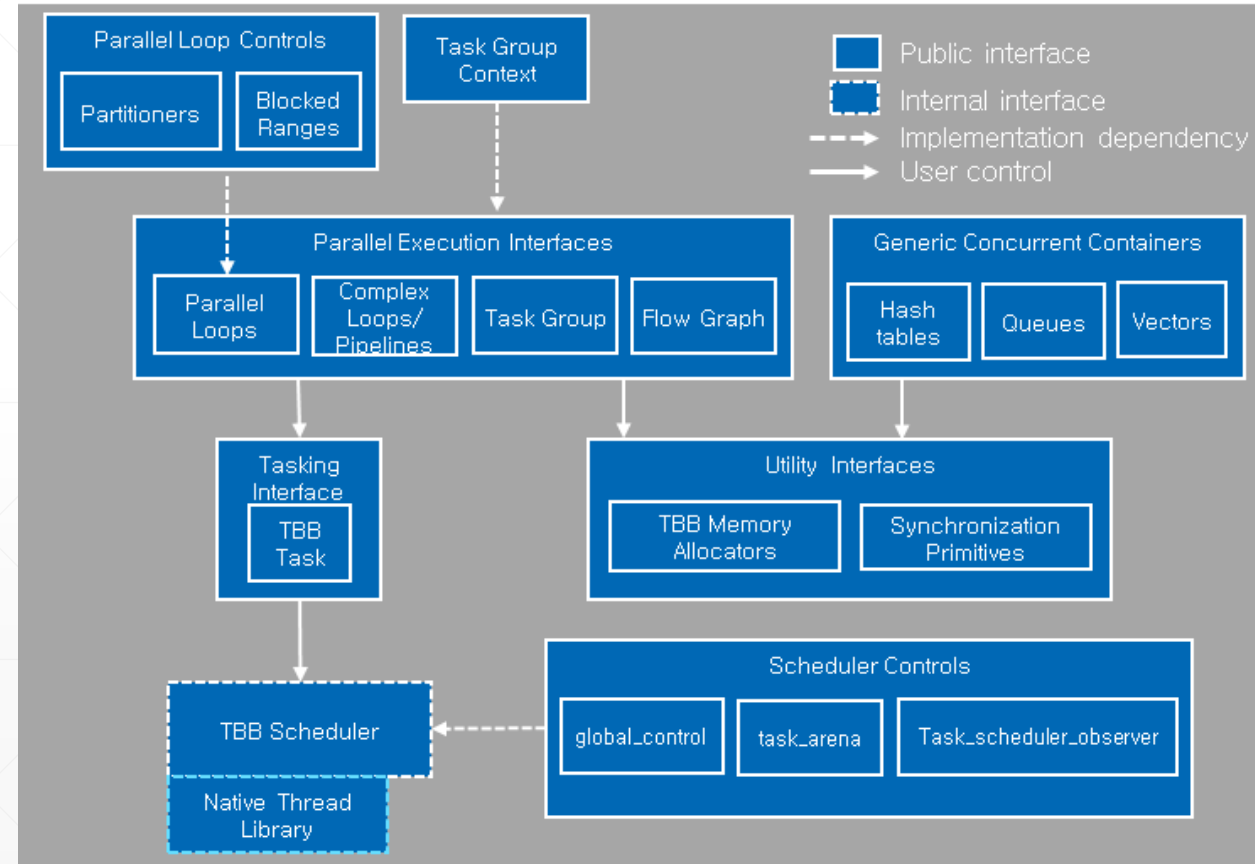 Parallel Loop Controls
Partitioners
Blocked
Ranges
Task Group
Context
Public interface
Internal interface
Implementation dependency
User control
Parallel Execution Interfaces
Parallel
Loops
Complex
Loops/
Pipelines
Task Group
Flow Graph
Generic Concurrent Containers
Hash
tables
Queues
Vectors
Tasking
Interface
TBB
Task
Utility Interfaces
TBB Memory
Allocators
Synchronization
Primitives
TBB Scheduler
Native Thread
Library
Scheduler Controls
global_control
task_arena
Task_scheduler_observer